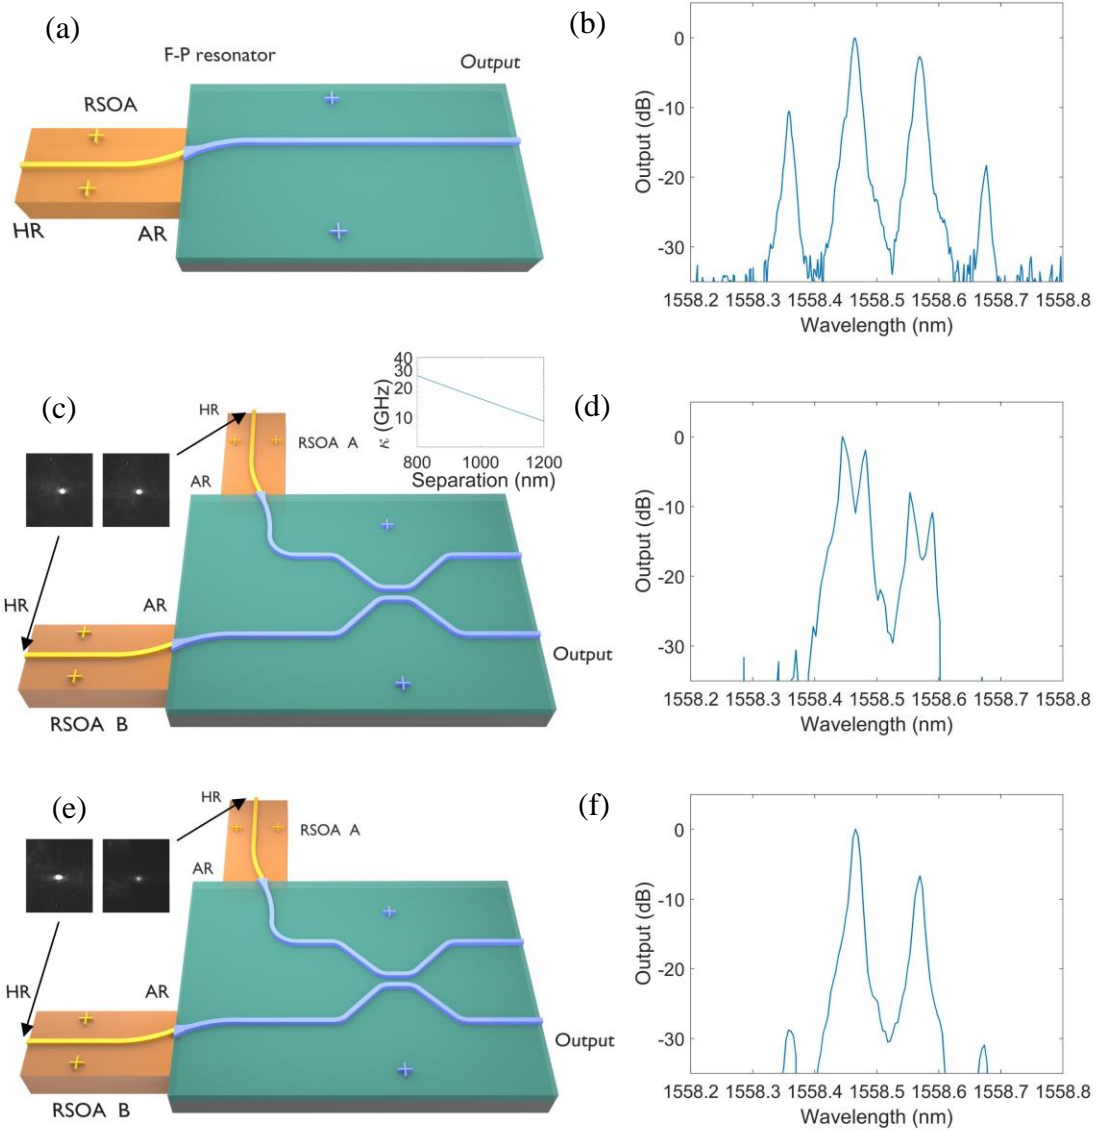 (a)
F-P resonator
Output
RSOA
HR
AR
(b)
0
-10
-20
-30
Output (dB)
1558.2 1558.3 1558.4 1558.5 1558.6 1558.7 1558.8
Wavelength (nm)
(c)
HR
RSOA A
AR
40
30
20
10
κ (GHz)
800 1000 1200
Separation (nm)
HR
AR
Output
RSOA B
(d)
0
-10
-20
-30
Output (dB)
1558.2 1558.3 1558.4 1558.5 1558.6 1558.7 1558.8
Wavelength (nm)
(e)
HR
RSOA A
AR
HR
AR
Output
RSOA B
(f)
0
-10
-20
-30
Output (dB)
1558.2 1558.3 1558.4 1558.5 1558.6 1558.7 1558.8
Wavelength (nm)